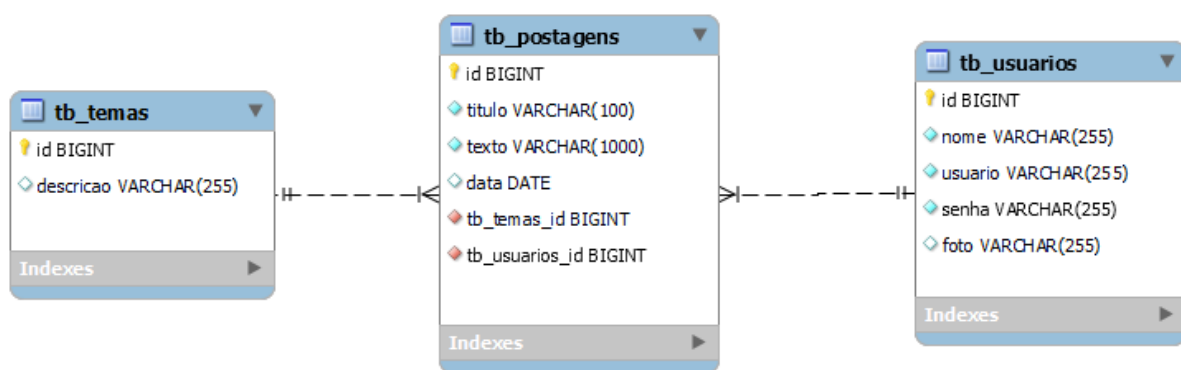 tb_temas
id BIGINT
descricao VARCHAR(255)
Indexes
tb_postagens
id BIGINT
titulo VARCHAR(100)
texto VARCHAR(1000)
data DATE
tb_temas_id BIGINT
tb_usuarios_id BIGINT
Indexes
tb_usuarios
id BIGINT
nome VARCHAR(255)
usuario VARCHAR(255)
senha VARCHAR(255)
foto VARCHAR(255)
Indexes